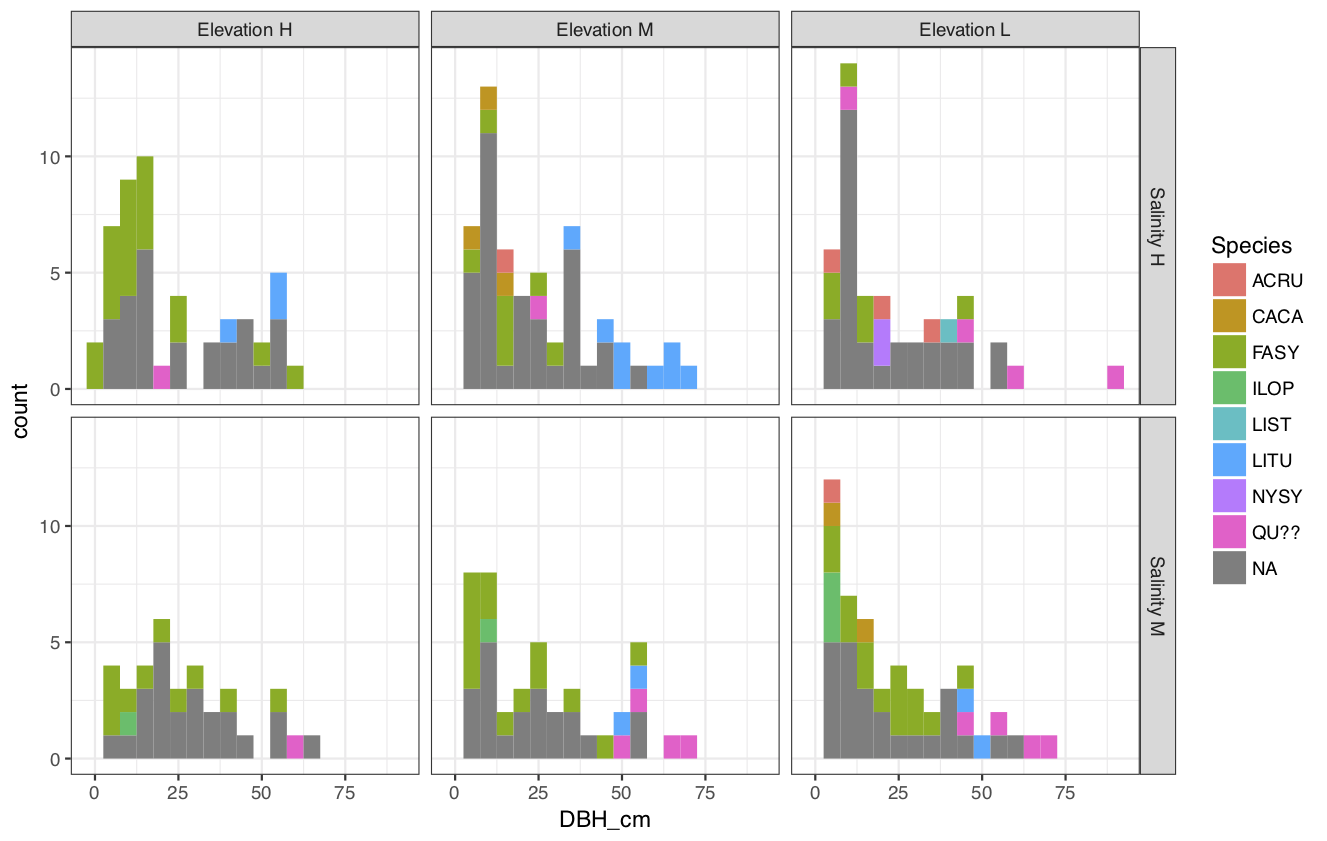 Elevation H
Elevation M
Elevation L
Salinity H
Salinity M
count
10
5
0
10
5
0
0 25 50 75
0 25 50 75
0 25 50 75
DBH_cm
Species
ACRU
CACA
FASY
ILOP
LIST
LITU
NYSY
QU??
NA